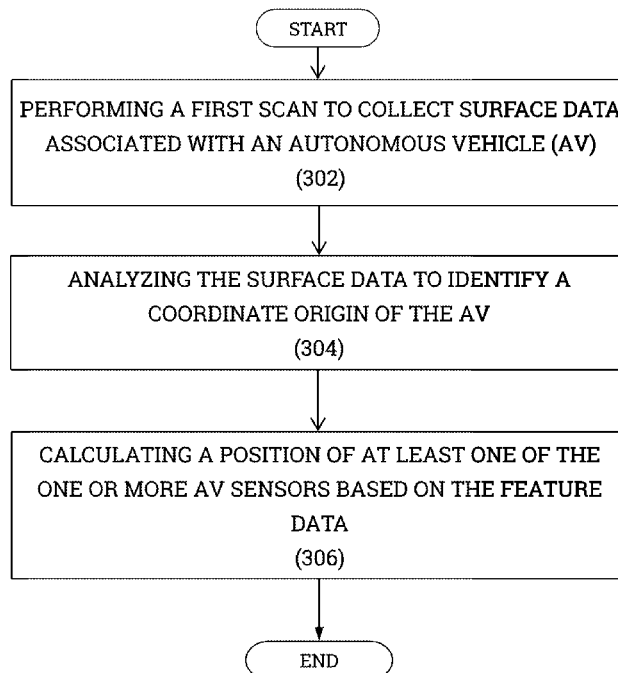 START
PERFORMING A FIRST SCAN TO COLLECT SURFACE DATA
ASSOCIATED WITH AN AUTONOMOUS VEHICLE (AV)
(302)
ANALYZING THE SURFACE DATA TO IDENTIFY A
COORDINATE ORIGIN OF THE AV
(304)
CALCULATING A POSITION OF AT LEAST ONE OF THE
ONE OR MORE AV SENSORS BASED ON THE FEATURE
DATA
(306)
END